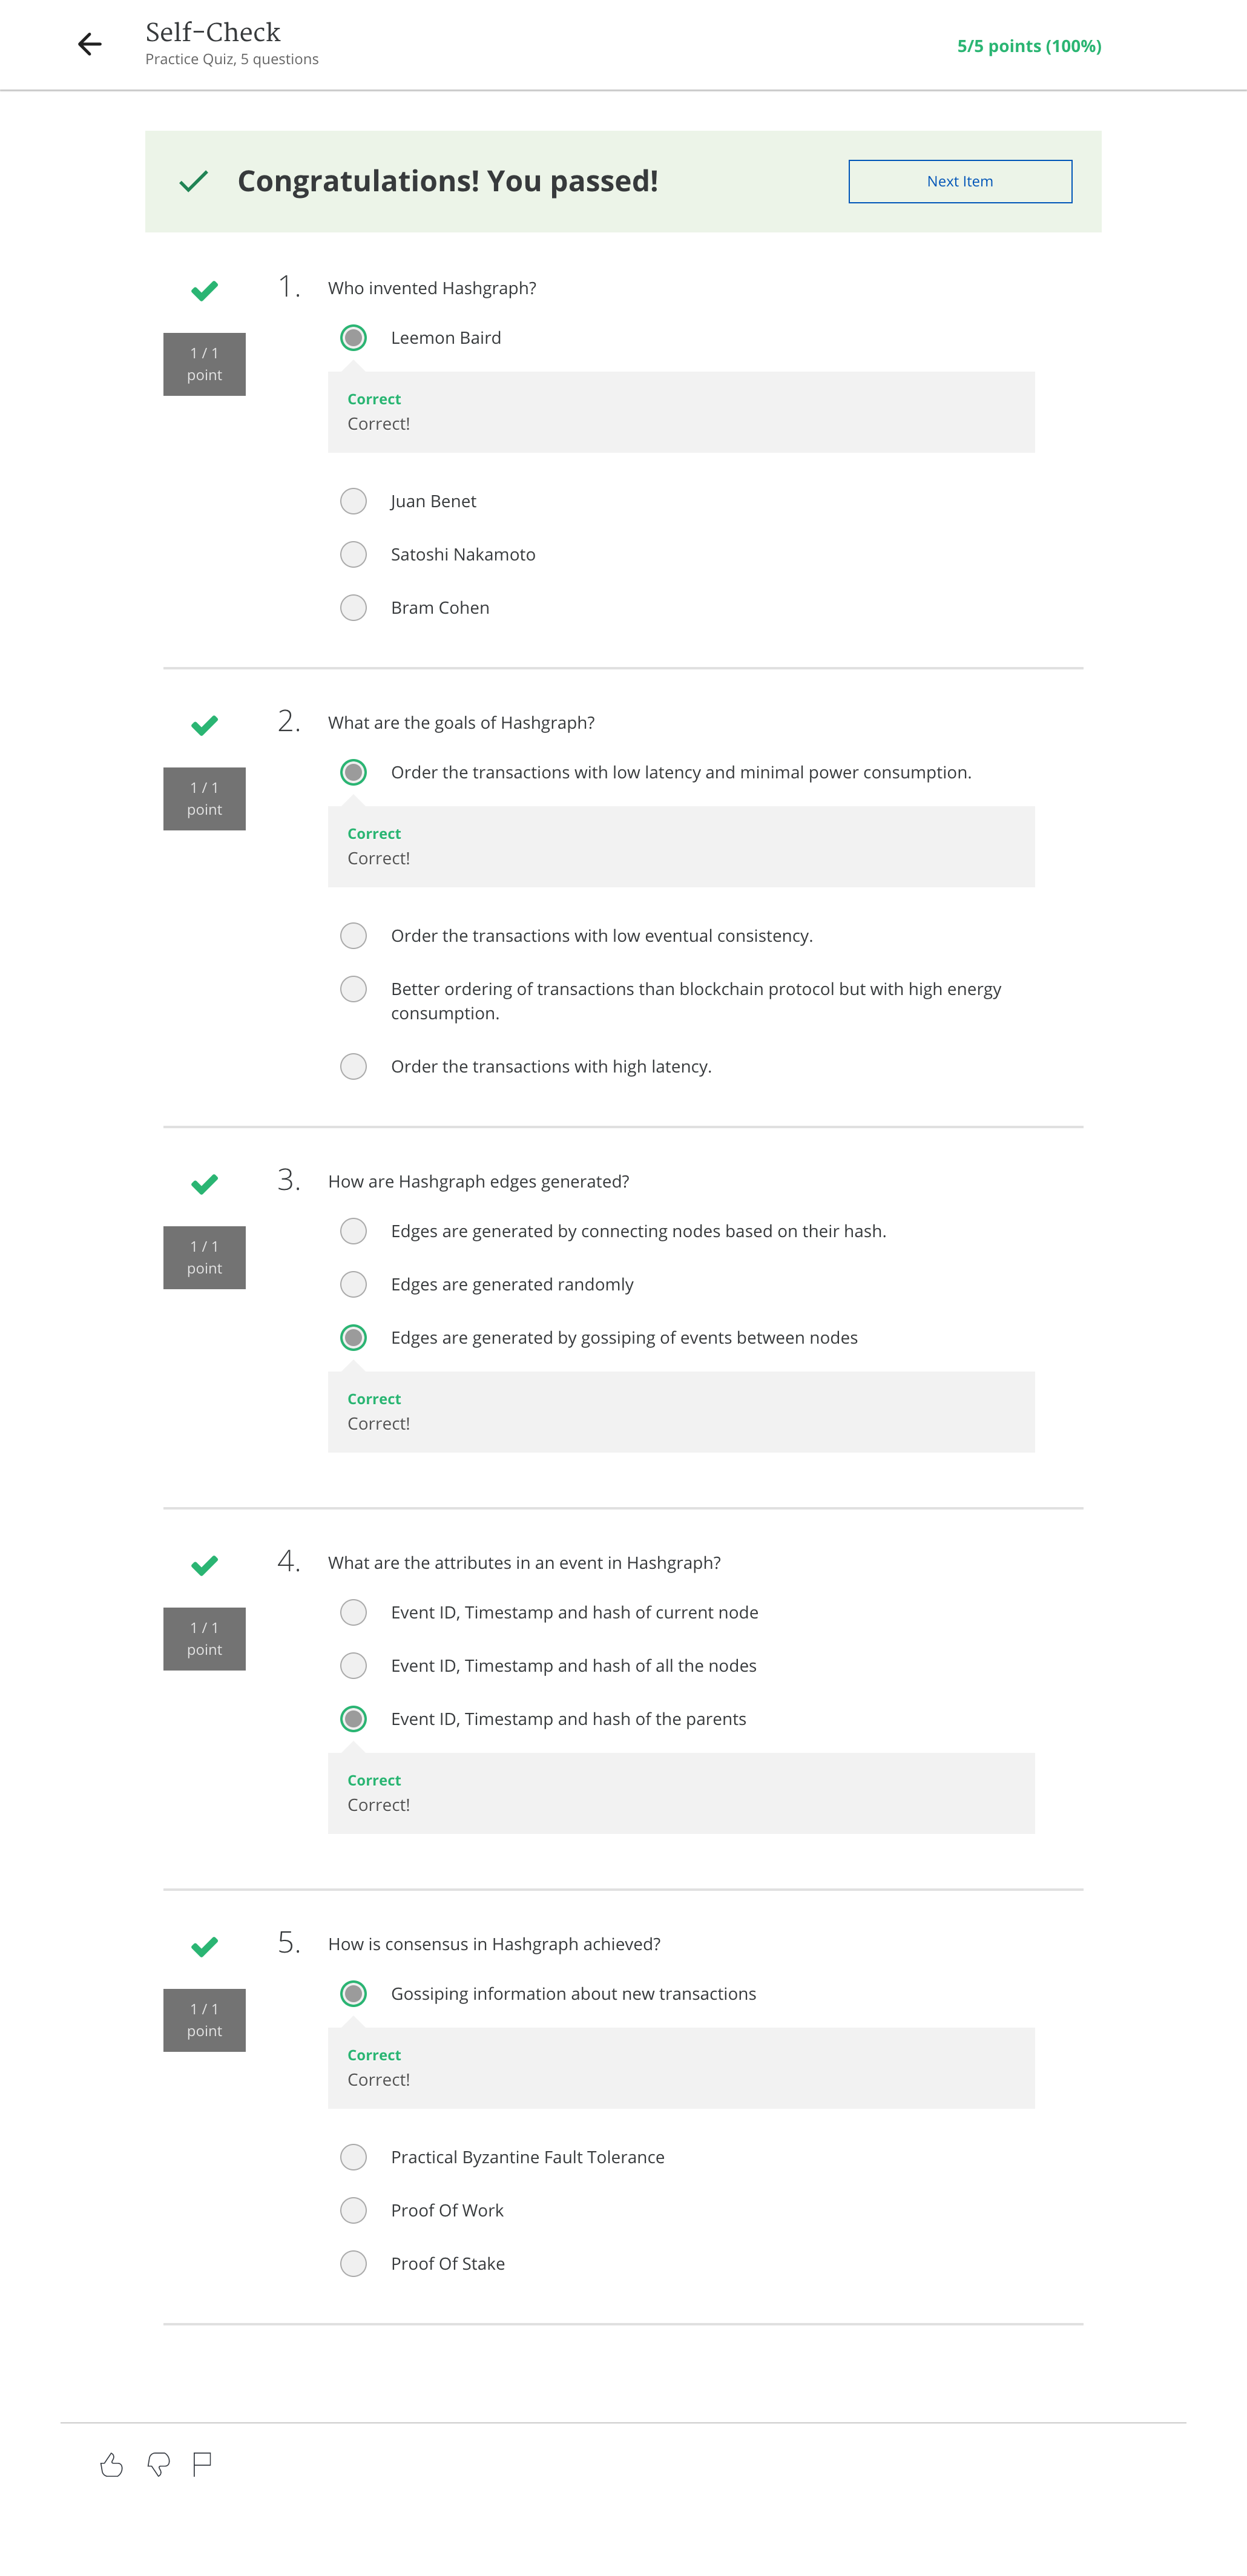 Self-Check
Practice Quiz, 5 questions
5/5 points (100%)
Congratulations! You passed!
Next Item
1.
Who invented Hashgraph?
1 / 1
point
Leemon Baird
Correct
Correct!
Juan Benet
Satoshi Nakamoto
Bram Cohen
2.
What are the goals of Hashgraph?
1 / 1
point
Order the transactions with low latency and minimal power consumption.
Correct
Correct!
Order the transactions with low eventual consistency.
Better ordering of transactions than blockchain protocol but with high energy
consumption.
Order the transactions with high latency.
3.
How are Hashgraph edges generated?
1 / 1
point
Edges are generated by connecting nodes based on their hash.
Edges are generated randomly
Edges are generated by gossiping of events between nodes
Correct
Correct!
4.
What are the attributes in an event in Hashgraph?
1 / 1
point
Event ID, Timestamp and hash of current node
Event ID, Timestamp and hash of all the nodes
Event ID, Timestamp and hash of the parents
Correct
Correct!
5.
How is consensus in Hashgraph achieved?
1 / 1
point
Gossiping information about new transactions
Correct
Correct!
Practical Byzantine Fault Tolerance
Proof Of Work
Proof Of Stake